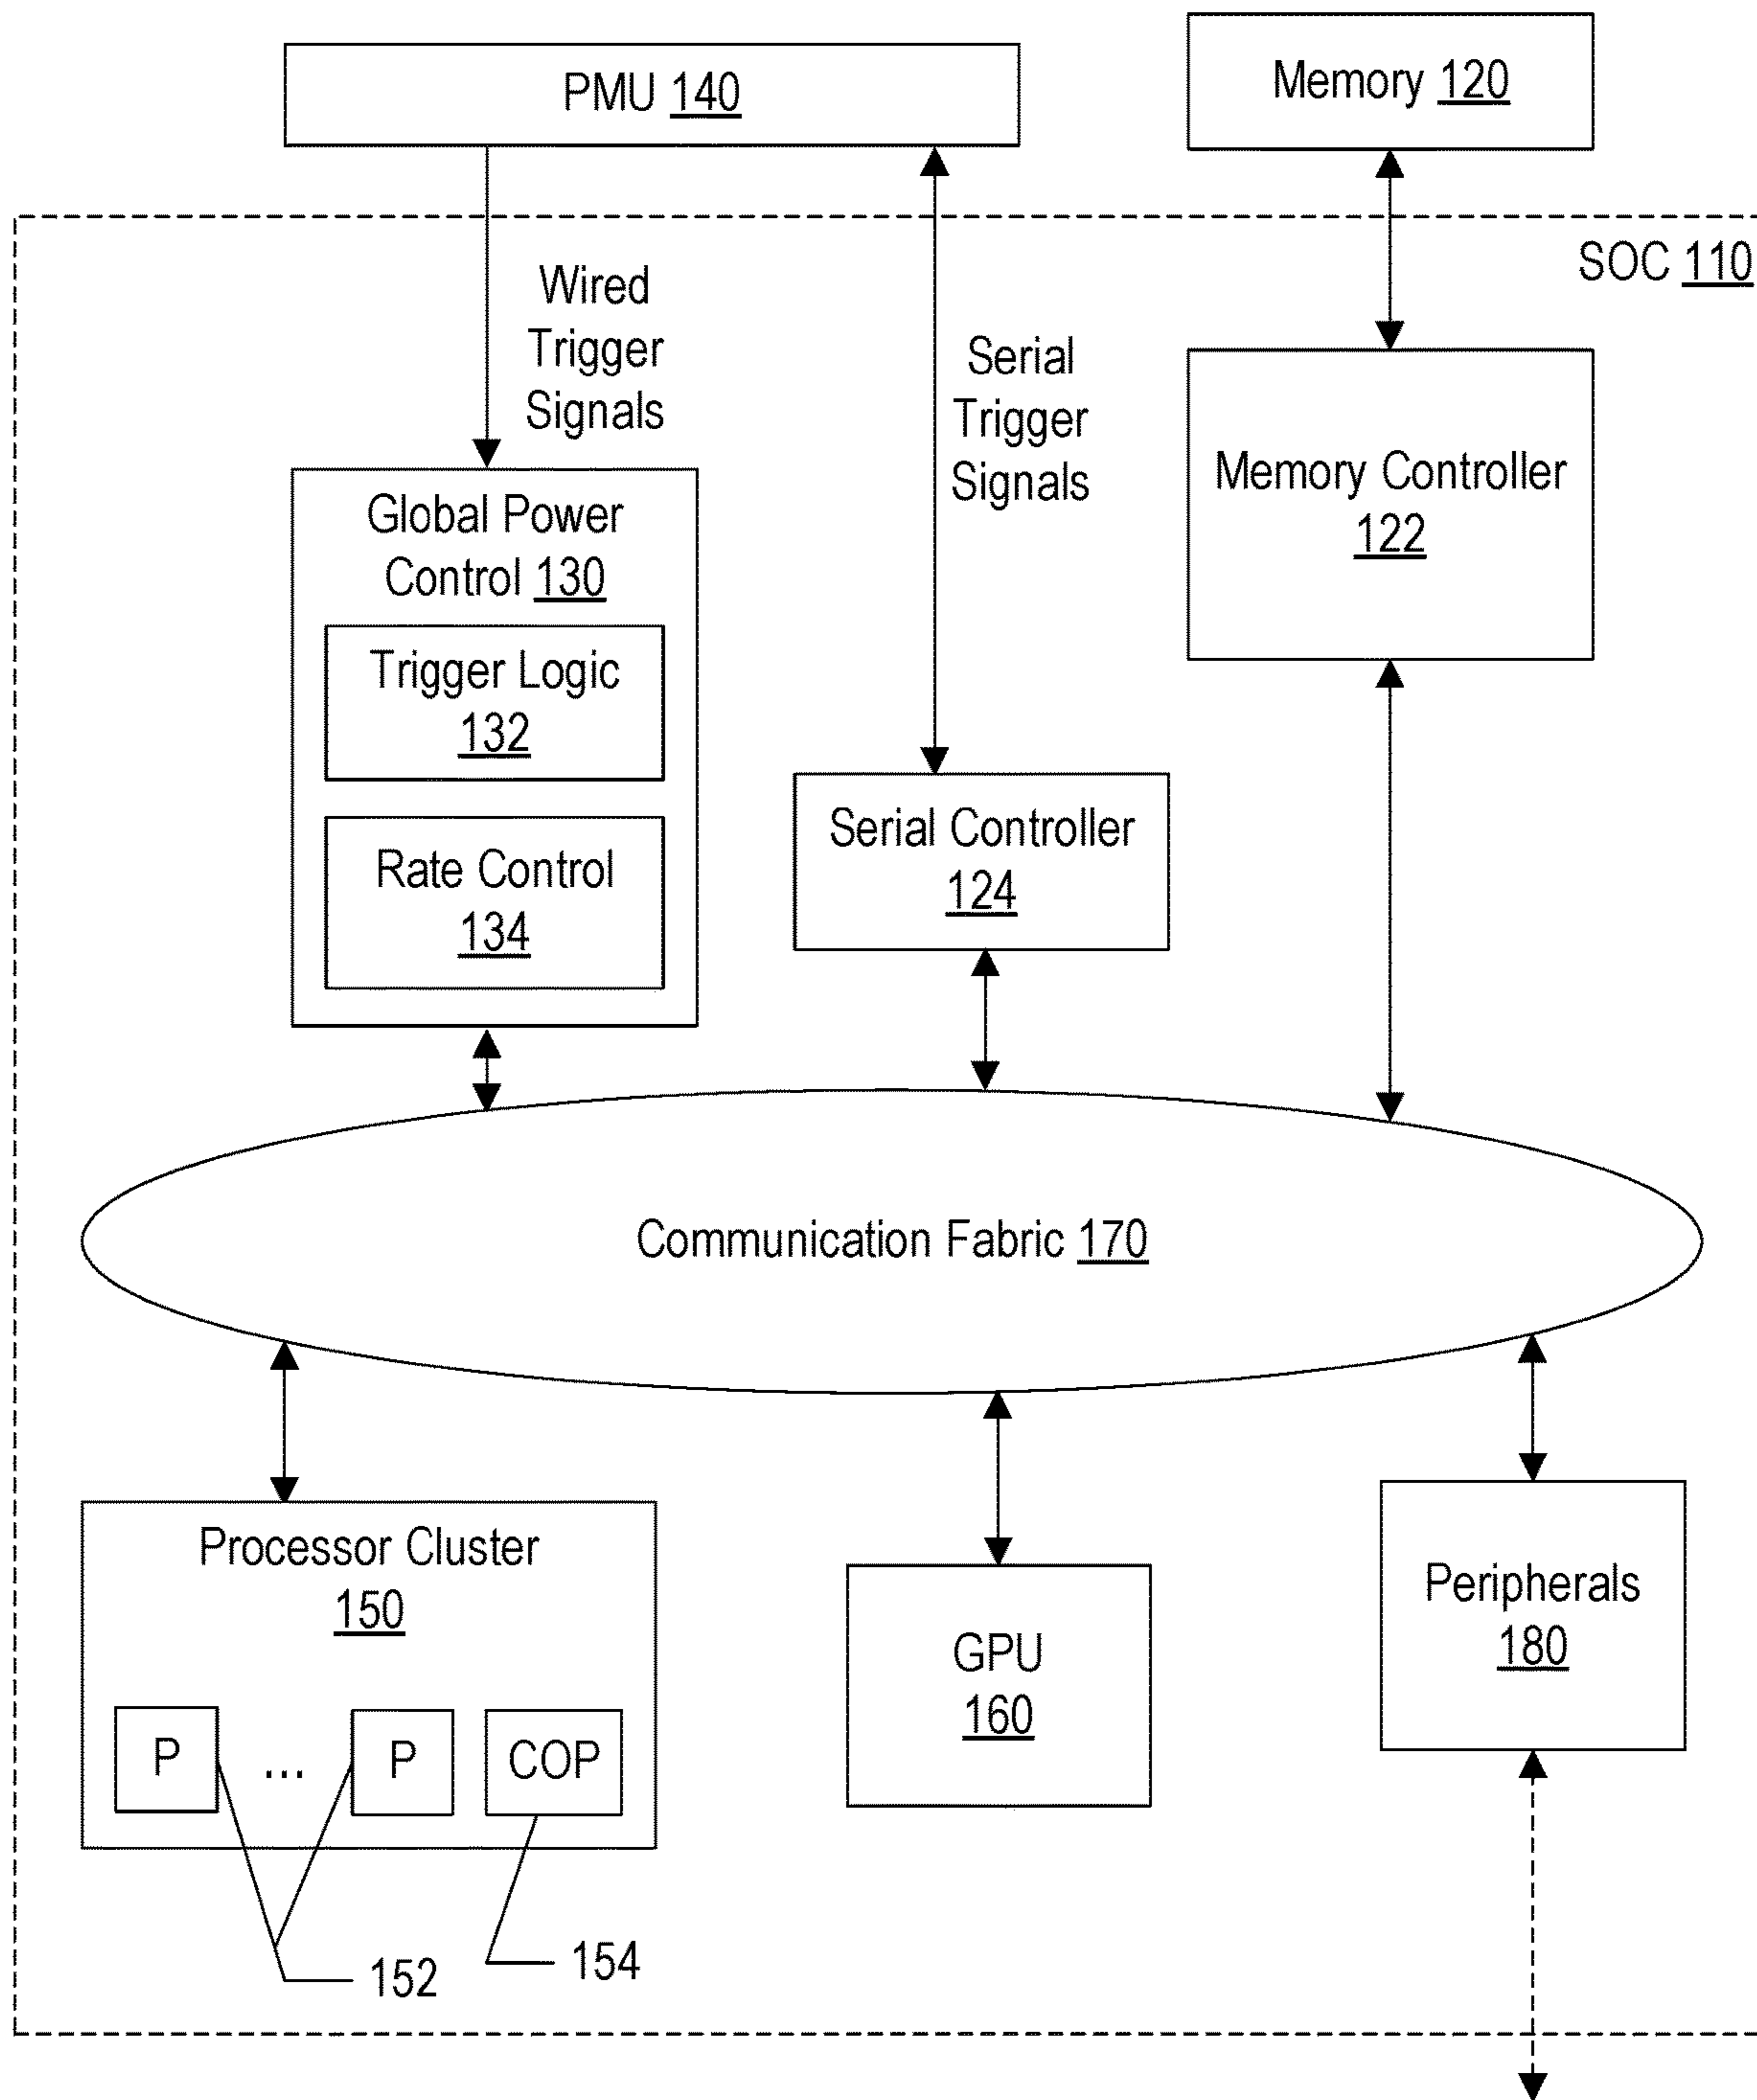 PMU 140
Memory 120
SOC 110
Wired
Trigger
Signals
Serial
Trigger
Signals
Memory Controller
122
Global Power
Control 130
Trigger Logic
132
Rate Control
134
Serial Controller
124
Communication Fabric 170
Processor Cluster
150
P
...
P
COP
152
154
GPU
160
Peripherals
180